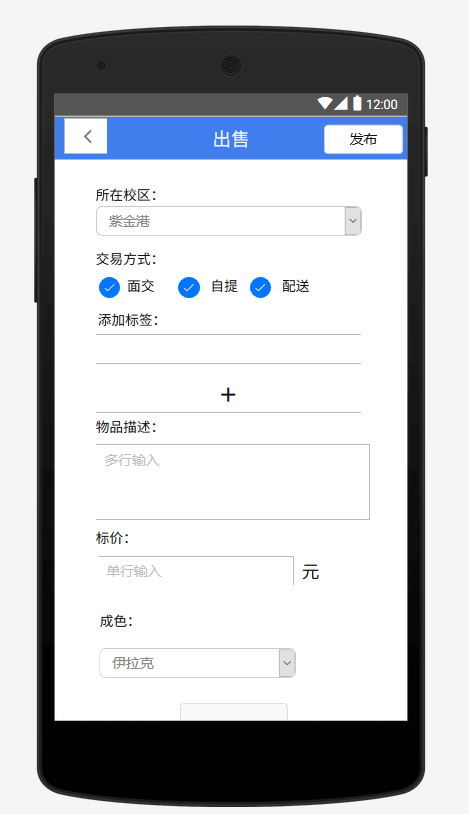 12:00
出售 发布
所在校区：
紫金港
交易方式：
面交 自提 配送
添加标签：
+
物品描述：
多行输入
标价：
单行输入 元
成色：
伊拉克